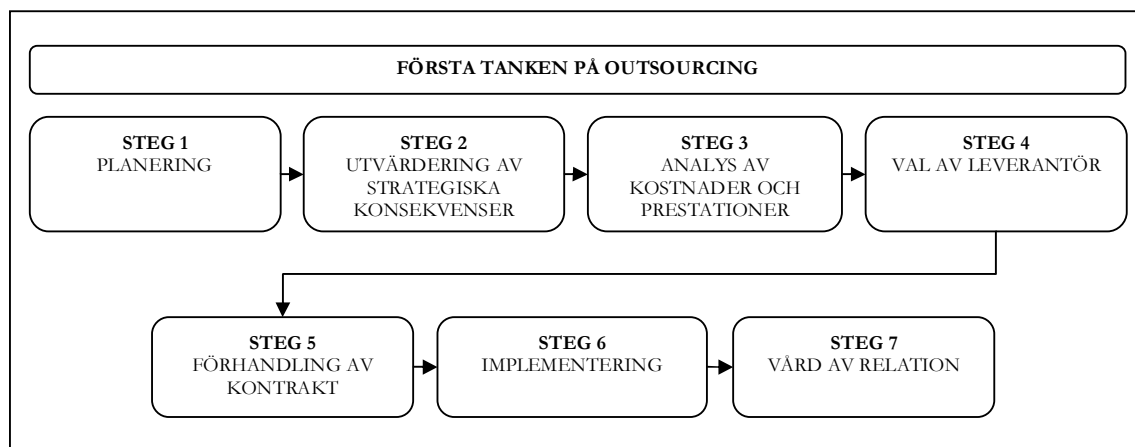 FÖRSTA TANKEN PÅ OUTSOURCING
STEG 1
PLANERING
STEG 2
UTVÄRDERING AV
STRATEGISKA
KONSEKVENSER
STEG 3
ANALYS AV
KOSTNADER OCH
PRESTATIONER
STEG 4
VAL AV LEVERANTÖR
STEG 5
FÖRHANDLING AV
KONTRAKT
STEG 6
IMPLEMENTERING
STEG 7
VÅRD AV RELATION